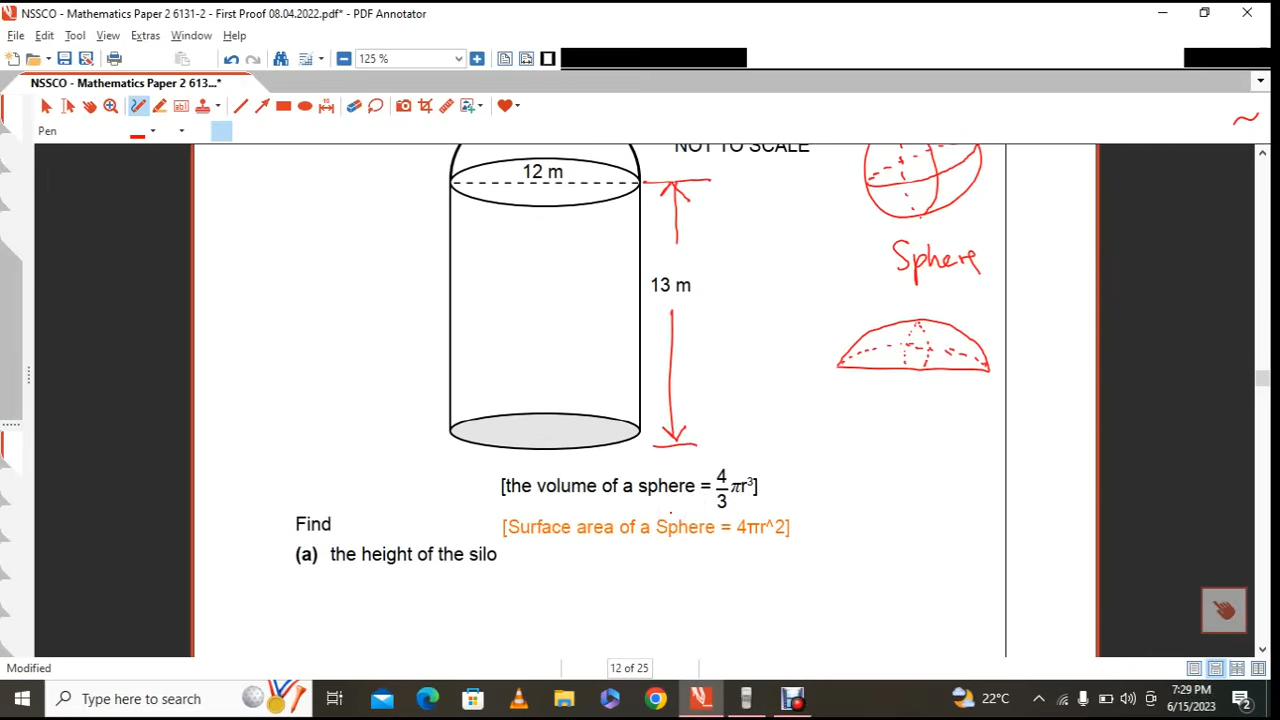 NSSCO - Mathematics Paper 2 6131-2 - First Proof 08.04.2022.pdf* - PDF Annotator
File Edit Tool View Extras Window Help
125 %
NSSCO - Mathematics Paper 2 613...*
Pen
NOT TO SCALE
12 m
Sphere
13 m
[the volume of a sphere = 4/3 πr³]
Find
[Surface area of a Sphere = 4πr^2]
(a) the height of the silo
Modified
12 of 25
Type here to search
22°C
7:29 PM
6/15/2023
2